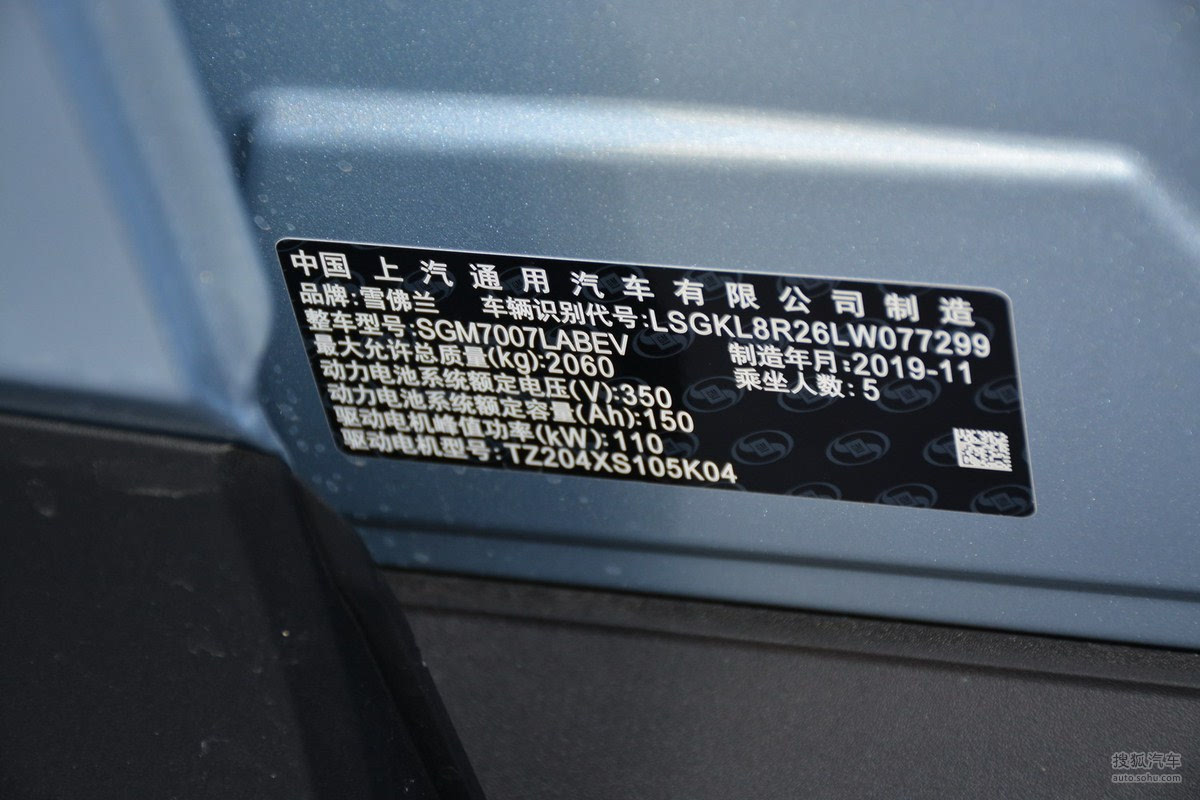 中国 上汽通用汽车有限公司制造
品牌:雪佛兰 车辆识别代号:LSGKL8R26LW077299
整车型号:SGM7007LABEV 制造年月:2019-11
最大允许总质量(kg):2060 乘坐人数:5
动力电池系统额定电压(V):350
动力电池系统额定容量(Ah):150
驱动电机峰值功率(kW):110
驱动电机型号:TZ204XS105K04
搜狐汽车
auto.sohu.com